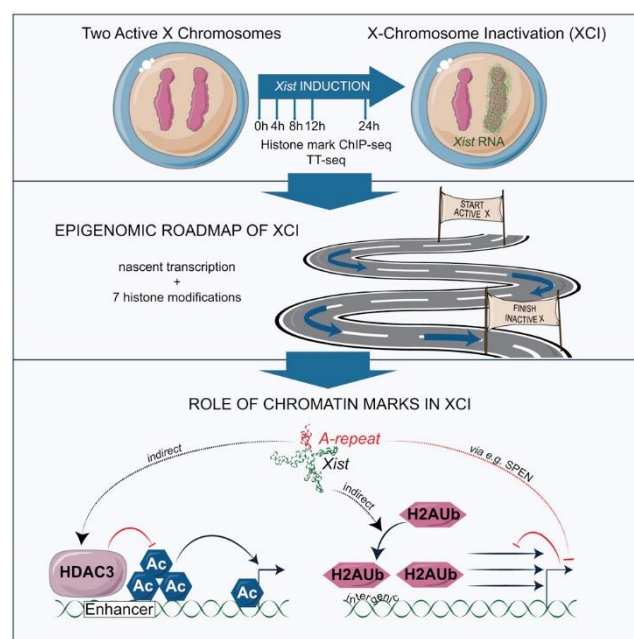 Two Active X Chromosomes
X-Chromosome Inactivation (XCI)
Xist INDUCTION
0h 4h 8h 12h 24h
Histone mark ChIP-seq
TT-seq
Xist RNA
EPIGENOMIC ROADMAP OF XCI
nascent transcription
+
7 histone modifications
START
ACTIVE X
FINISH
INACTIVE X
ROLE OF CHROMATIN MARKS IN XCI
indirect
A-repeat
Xist
via e.g. SPEN
indirect
H2AUb
HDAC3
Ac
Ac Ac
Ac
H2AUb H2AUb
Enhancer
intergenic